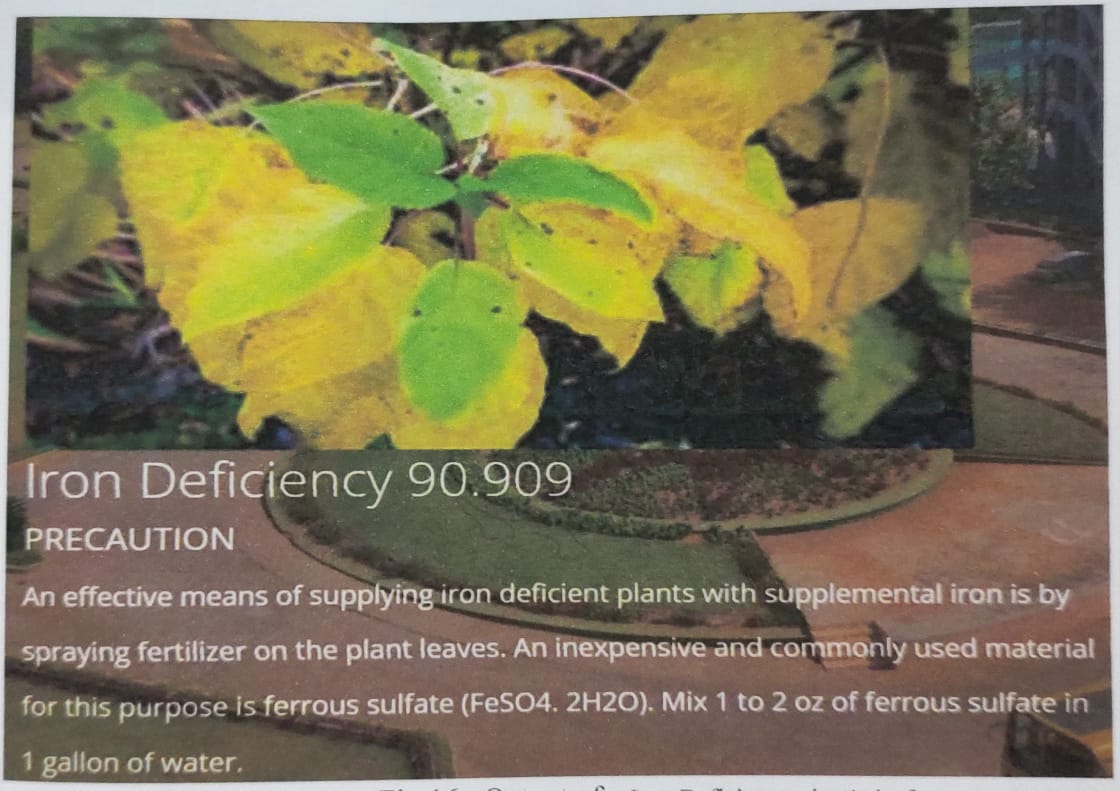 Iron Deficiency 90.909
PRECAUTION
An effective means of supplying iron deficient plants with supplemental iron is by
spraying fertilizer on the plant leaves. An inexpensive and commonly used material
for this purpose is ferrous sulfate (FeSO4. 2H2O). Mix 1 to 2 oz of ferrous sulfate in
1 gallon of water.